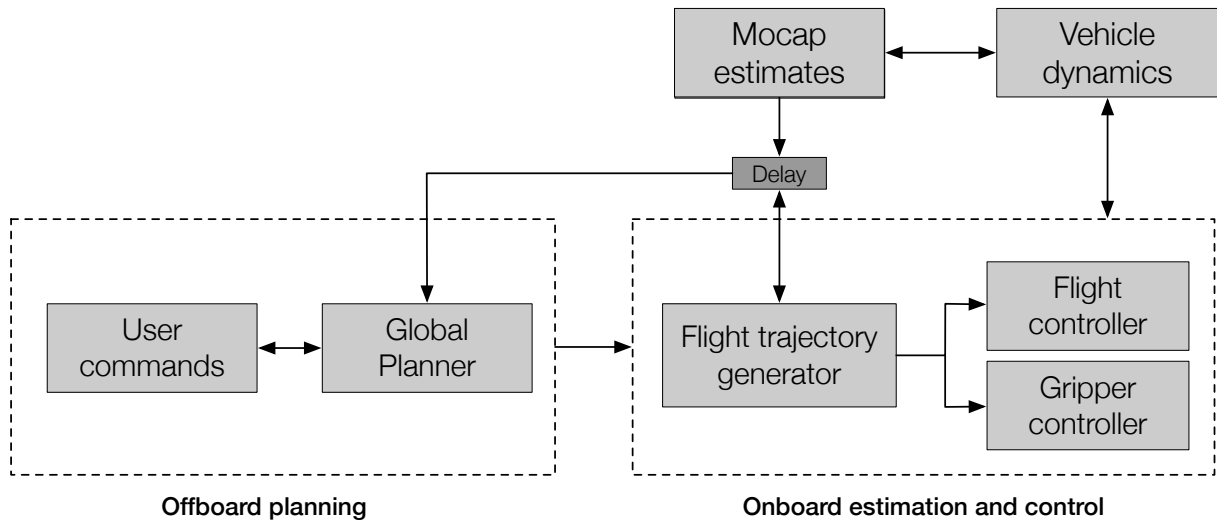 Mocap
estimates
Vehicle
dynamics
Delay
User
commands
Global
Planner
Flight trajectory
generator
Flight
controller
Gripper
controller
Offboard planning
Onboard estimation and control